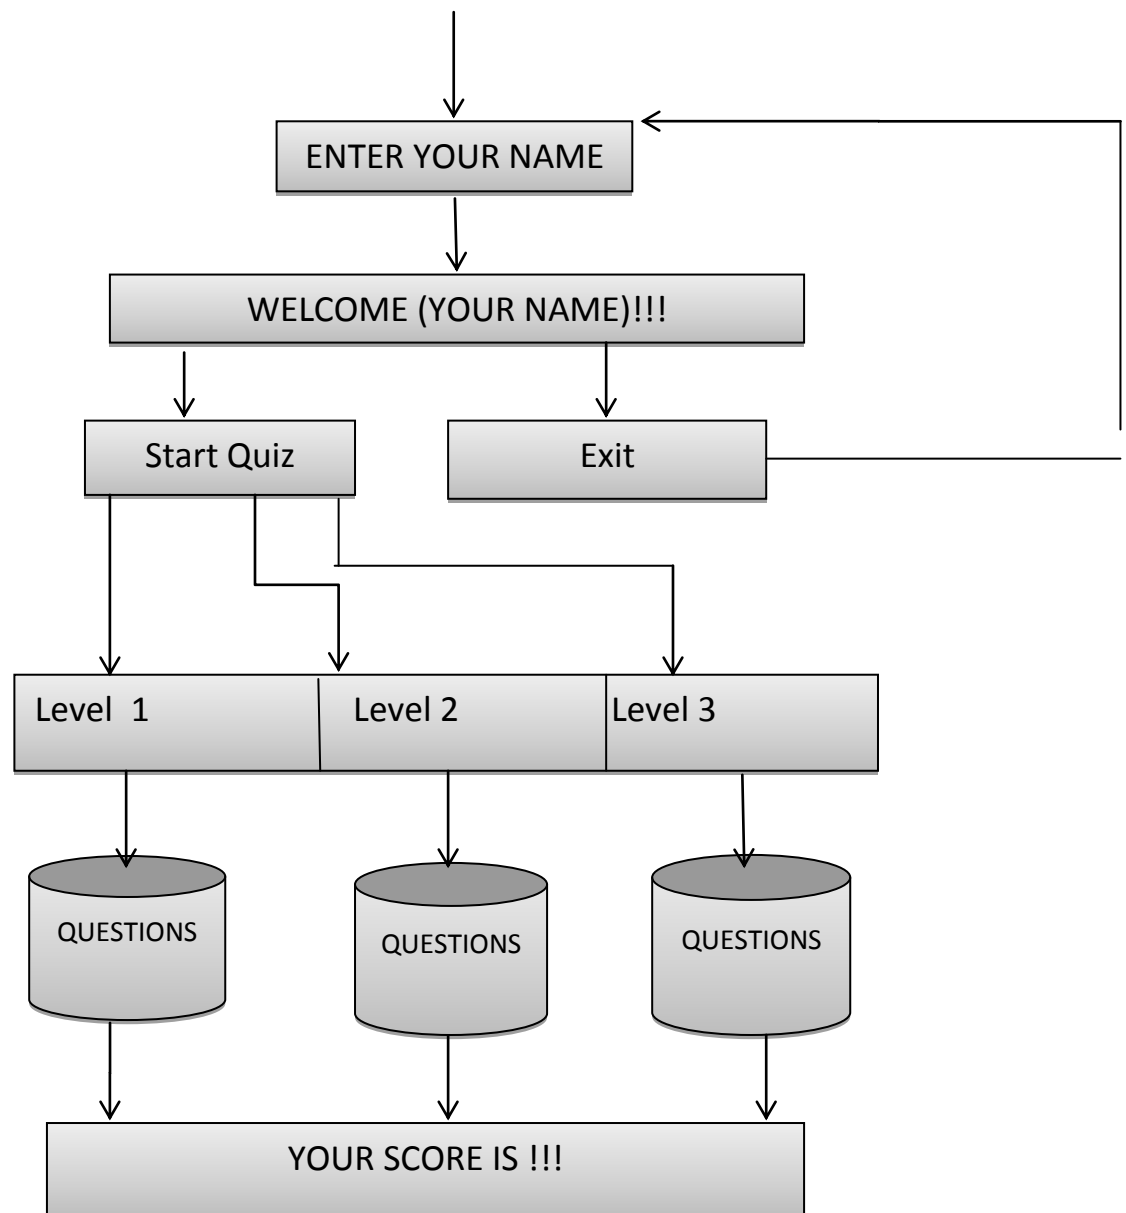 ENTER YOUR NAME
WELCOME (YOUR NAME)!!!
Start Quiz
Exit
Level  1
Level 2
Level 3
QUESTIONS
QUESTIONS
QUESTIONS
YOUR SCORE IS !!!